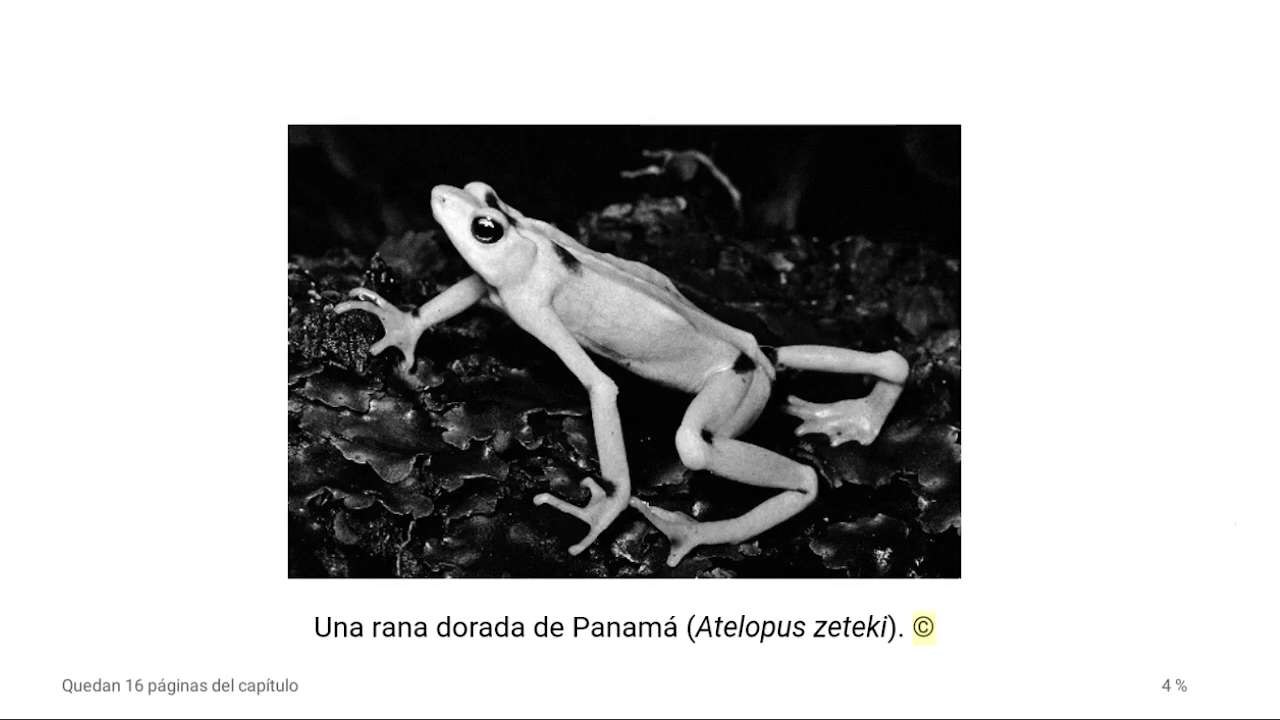 Una rana dorada de Panamá (Atelopus zeteki). ©
Quedan 16 páginas del capítulo
4 %